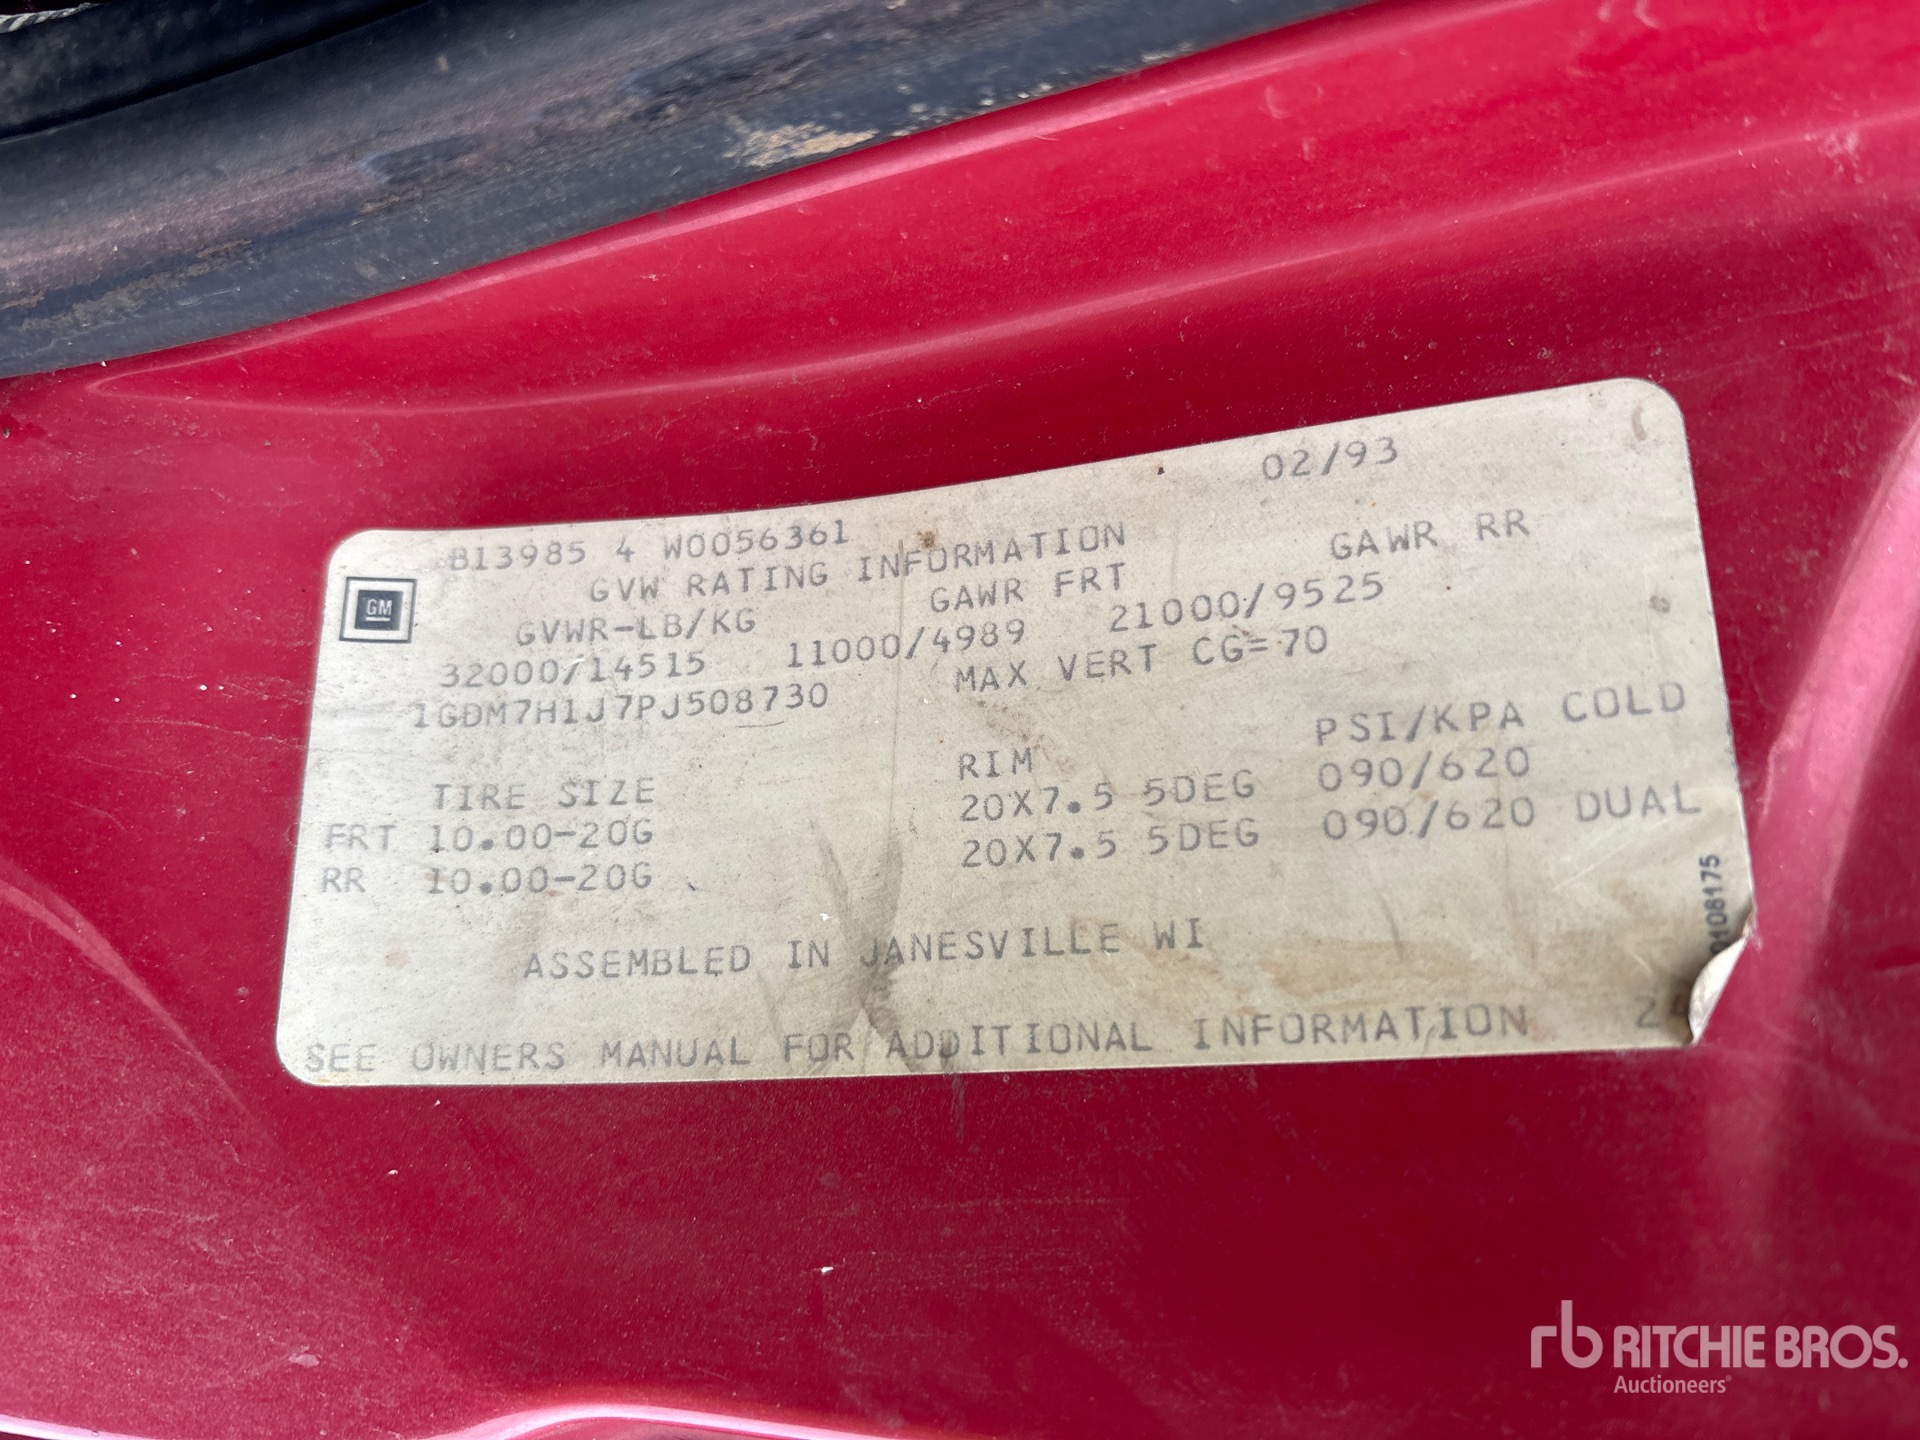 02/93
B13985 4 W0056361
GVW RATING INFORMATION
GM
GVWR-LB/KG GAWR FRT GAWR RR
32000/14515 11000/4989 21000/9525
1GDM7H1J7PJ508730 MAX VERT CG=70
TIRE SIZE RIM PSI/KPA COLD
FRT 10.00-20G 20X7.5 5DEG 090/620
RR 10.00-20G 20X7.5 5DEG 090/620 DUAL
ASSEMBLED IN JANESVILLE WI
SEE OWNERS MANUAL FOR ADDITIONAL INFORMATION
rb RITCHIE BROS.
Auctioneers